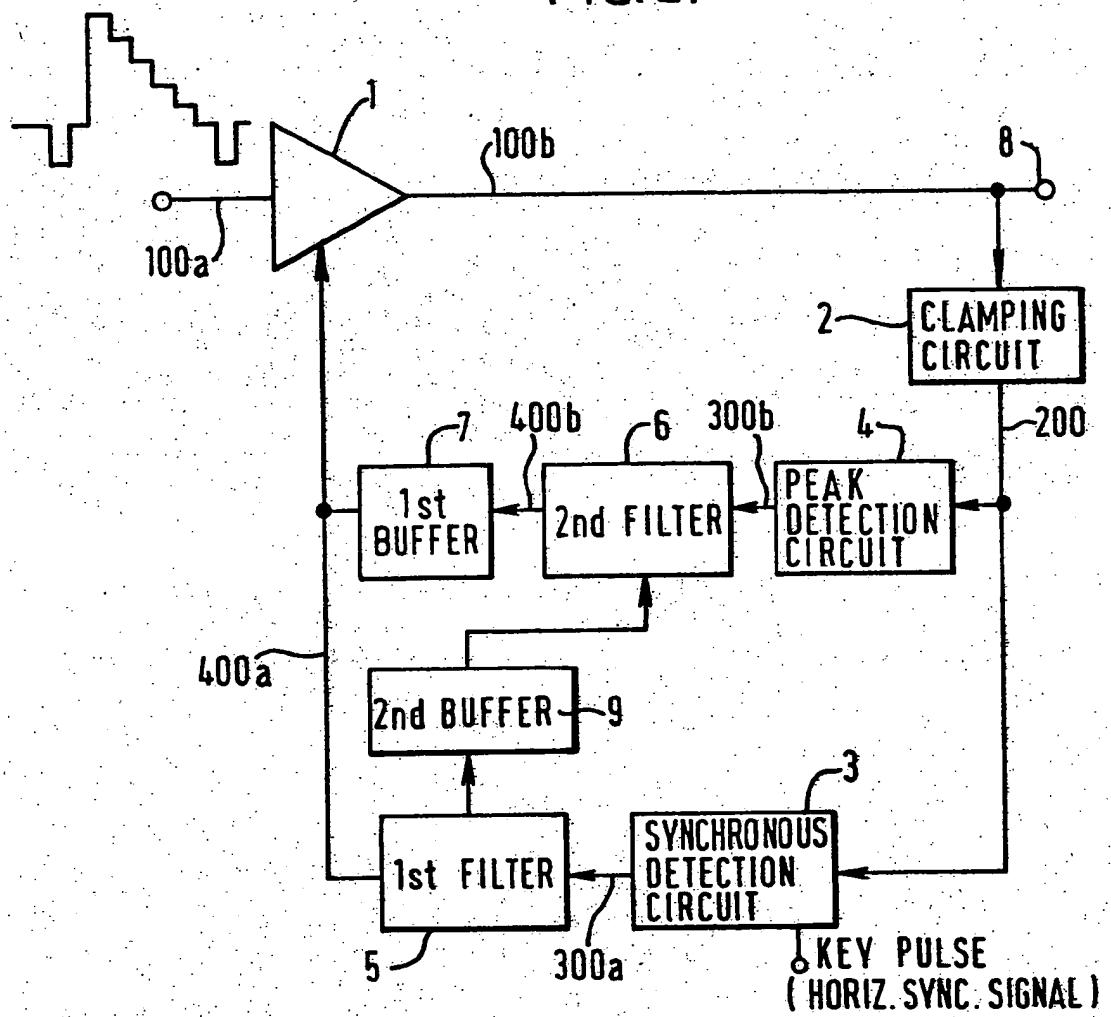 1
100b
8
100a
2
CLAMPING
CIRCUIT
200
7
400b
6
300b
4
1st
BUFFER
2nd FILTER
PEAK
DETECTION
CIRCUIT
400a
2nd BUFFER
9
3
1st FILTER
SYNCHRONOUS
DETECTION
CIRCUIT
5
300a
KEY PULSE
(HORIZ. SYNC. SIGNAL)